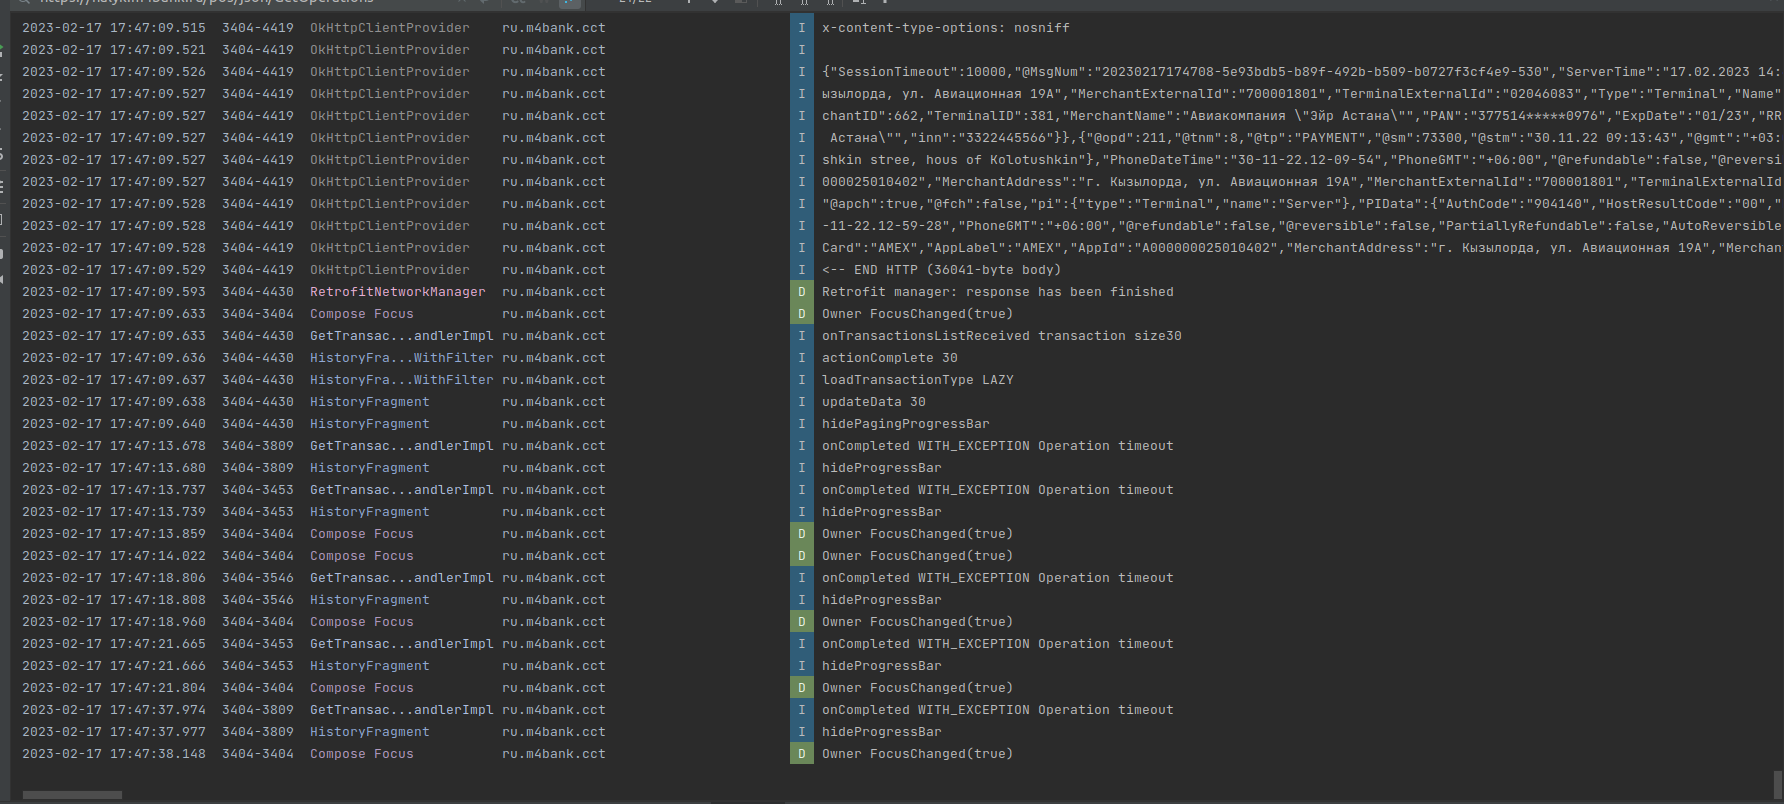 2023-02-17 17:47:09.515 3404-4419 OkHttpClientProvider ru.m4bank.cct I x-content-type-options: nosniff
2023-02-17 17:47:09.521 3404-4419 OkHttpClientProvider ru.m4bank.cct I
2023-02-17 17:47:09.526 3404-4419 OkHttpClientProvider ru.m4bank.cct I {"SessionTimeout":10000,"@MsgNum":"20230217174708-5e93bdb5-b89f-492b-b509-b0727f3cf4e9-530","ServerTime":"17.02.2023 14:
2023-02-17 17:47:09.527 3404-4419 OkHttpClientProvider ru.m4bank.cct I ызылорда, ул. Авиационная 19А","MerchantExternalId":"700001801","TerminalExternalId":"02046083","Type":"Terminal","Name"
2023-02-17 17:47:09.527 3404-4419 OkHttpClientProvider ru.m4bank.cct I chantID":662,"TerminalID":381,"MerchantName":"Авиакомпания \"Эйр Астана\"","PAN":"377514*****0976","ExpDate":"01/23","RR
2023-02-17 17:47:09.527 3404-4419 OkHttpClientProvider ru.m4bank.cct I Астана\"","inn":"3322445566"}},{"@opd":211,"@tnm":8,"@tp":"PAYMENT","@sm":73300,"@stm":"30.11.22 09:13:43","@gmt":"+03:
2023-02-17 17:47:09.527 3404-4419 OkHttpClientProvider ru.m4bank.cct I shkin stree, hous of Kolotushkin"},"PhoneDateTime":"30-11-22.12-09-54","PhoneGMT":"+06:00","@refundable":false,"@reversi
2023-02-17 17:47:09.527 3404-4419 OkHttpClientProvider ru.m4bank.cct I 000025010402","MerchantAddress":"г. Кызылорда, ул. Авиационная 19А","MerchantExternalId":"700001801","TerminalExternalId
2023-02-17 17:47:09.528 3404-4419 OkHttpClientProvider ru.m4bank.cct I "@apch":true,"@fch":false,"pi":{"type":"Terminal","name":"Server"},"PIData":{"AuthCode":"904140","HostResultCode":"00","
2023-02-17 17:47:09.528 3404-4419 OkHttpClientProvider ru.m4bank.cct I -11-22.12-59-28","PhoneGMT":"+06:00","@refundable":false,"@reversible":false,"PartiallyRefundable":false,"AutoReversible
2023-02-17 17:47:09.528 3404-4419 OkHttpClientProvider ru.m4bank.cct I Card":"AMEX","AppLabel":"AMEX","AppId":"A000000025010402","MerchantAddress":"г. Кызылорда, ул. Авиационная 19А","Merchan
2023-02-17 17:47:09.529 3404-4419 OkHttpClientProvider ru.m4bank.cct I <-- END HTTP (36041-byte body)
2023-02-17 17:47:09.593 3404-4430 RetrofitNetworkManager ru.m4bank.cct D Retrofit manager: response has been finished
2023-02-17 17:47:09.633 3404-3404 Compose Focus ru.m4bank.cct D Owner FocusChanged(true)
2023-02-17 17:47:09.633 3404-4430 GetTransac...andlerImpl ru.m4bank.cct I onTransactionsListReceived transaction size30
2023-02-17 17:47:09.636 3404-4430 HistoryFra...WithFilter ru.m4bank.cct I actionComplete 30
2023-02-17 17:47:09.637 3404-4430 HistoryFra...WithFilter ru.m4bank.cct I loadTransactionType LAZY
2023-02-17 17:47:09.638 3404-4430 HistoryFragment ru.m4bank.cct I updateData 30
2023-02-17 17:47:09.640 3404-4430 HistoryFragment ru.m4bank.cct I hidePagingProgressBar
2023-02-17 17:47:13.678 3404-3809 GetTransac...andlerImpl ru.m4bank.cct I onCompleted WITH_EXCEPTION Operation timeout
2023-02-17 17:47:13.680 3404-3809 HistoryFragment ru.m4bank.cct I hideProgressBar
2023-02-17 17:47:13.737 3404-3453 GetTransac...andlerImpl ru.m4bank.cct I onCompleted WITH_EXCEPTION Operation timeout
2023-02-17 17:47:13.739 3404-3453 HistoryFragment ru.m4bank.cct I hideProgressBar
2023-02-17 17:47:13.859 3404-3404 Compose Focus ru.m4bank.cct D Owner FocusChanged(true)
2023-02-17 17:47:14.022 3404-3404 Compose Focus ru.m4bank.cct D Owner FocusChanged(true)
2023-02-17 17:47:18.806 3404-3546 GetTransac...andlerImpl ru.m4bank.cct I onCompleted WITH_EXCEPTION Operation timeout
2023-02-17 17:47:18.808 3404-3546 HistoryFragment ru.m4bank.cct I hideProgressBar
2023-02-17 17:47:18.960 3404-3404 Compose Focus ru.m4bank.cct D Owner FocusChanged(true)
2023-02-17 17:47:21.665 3404-3453 GetTransac...andlerImpl ru.m4bank.cct I onCompleted WITH_EXCEPTION Operation timeout
2023-02-17 17:47:21.666 3404-3453 HistoryFragment ru.m4bank.cct I hideProgressBar
2023-02-17 17:47:21.804 3404-3404 Compose Focus ru.m4bank.cct D Owner FocusChanged(true)
2023-02-17 17:47:37.974 3404-3809 GetTransac...andlerImpl ru.m4bank.cct I onCompleted WITH_EXCEPTION Operation timeout
2023-02-17 17:47:37.977 3404-3809 HistoryFragment ru.m4bank.cct I hideProgressBar
2023-02-17 17:47:38.148 3404-3404 Compose Focus ru.m4bank.cct D Owner FocusChanged(true)